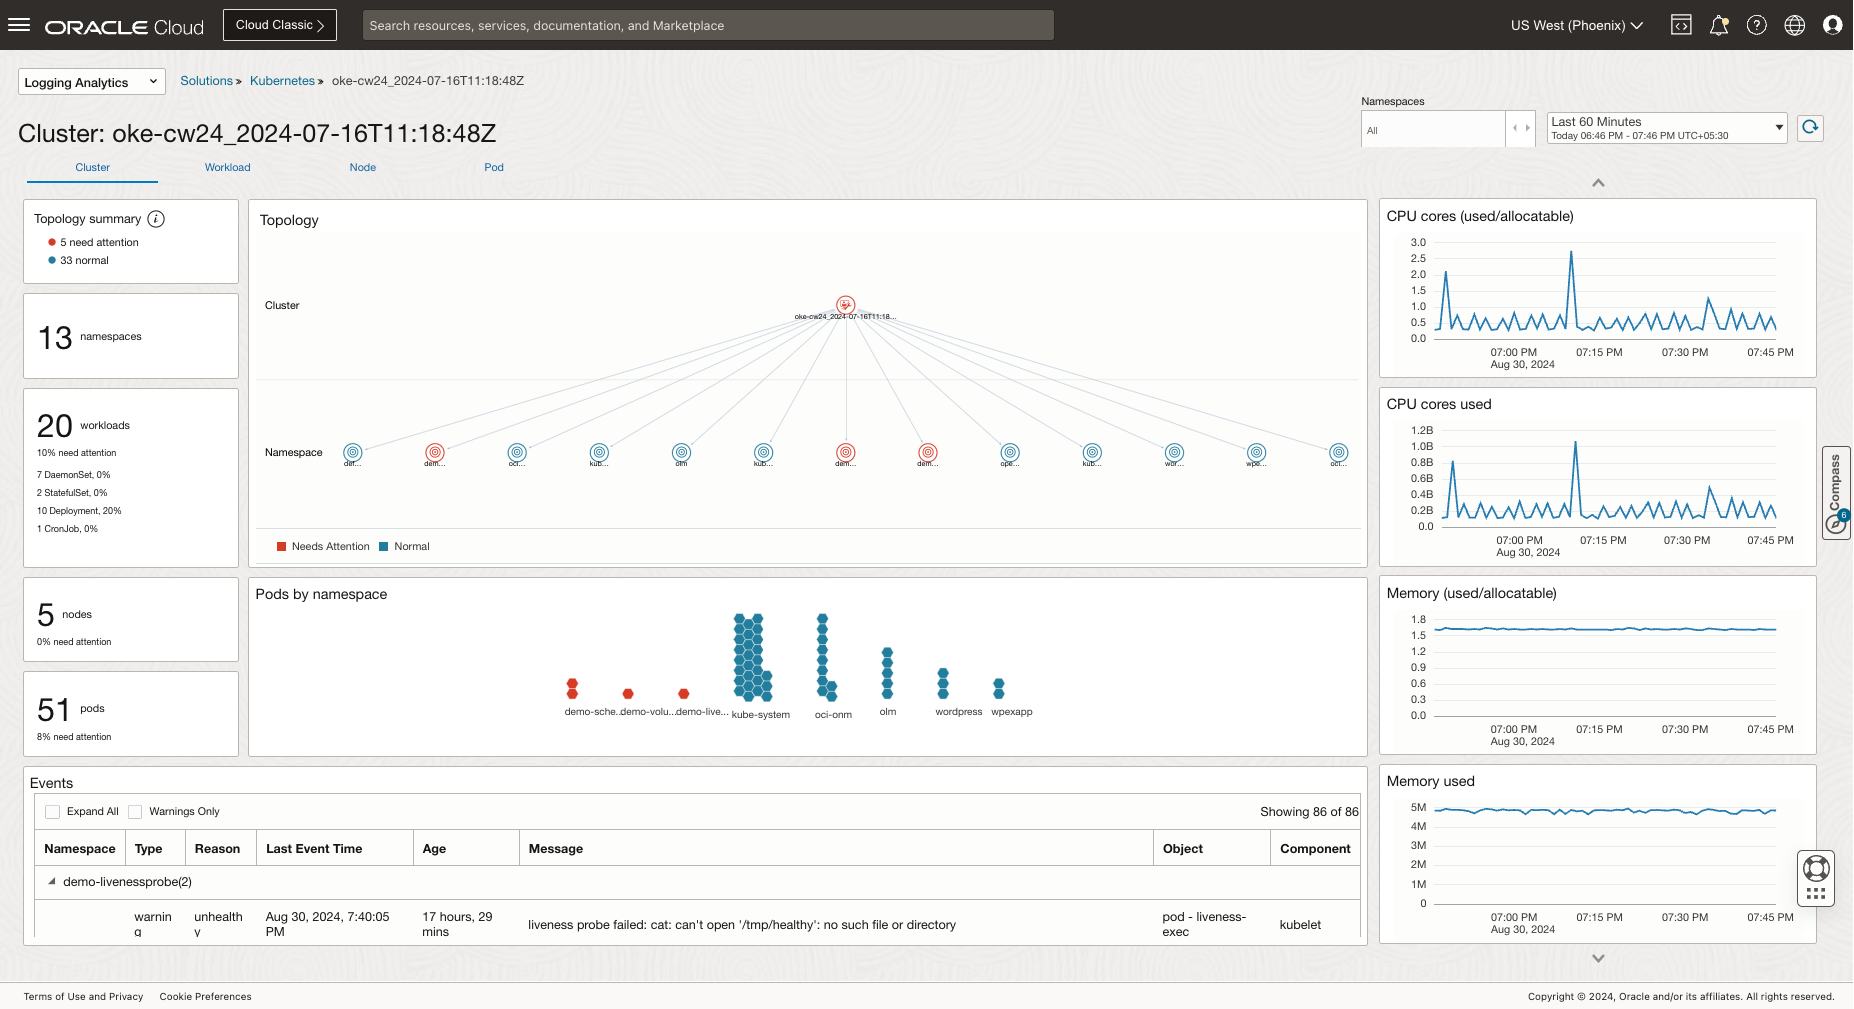 ORACLE Cloud
Cloud Classic
Search resources, services, documentation, and Marketplace
US West (Phoenix)
Logging Analytics
Solutions » Kubernetes » oke-cw24_2024-07-16T11:18:48Z
Namespaces
All
Last 60 Minutes
Today 06:46 PM - 07:46 PM UTC+05:30
Cluster: oke-cw24_2024-07-16T11:18:48Z
Cluster
Workload
Node
Pod
Topology summary
5 need attention
33 normal
13 namespaces
20 workloads
10% need attention
7 DaemonSet, 0%
2 StatefulSet, 0%
10 Deployment, 20%
1 CronJob, 0%
5 nodes
0% need attention
51 pods
8% need attention
Topology
Cluster
oke-cw24_2024-07-16T11:18...
Namespace
def...
dem...
oci...
kub...
olm
kub...
dem...
dem...
ope...
kub...
wor...
wpe...
oci...
Needs Attention
Normal
Pods by namespace
demo-sche...
demo-volu...
demo-live...
kube-system
oci-onm
olm
wordpress
wpexapp
CPU cores (used/allocatable)
3.0
2.5
2.0
1.5
1.0
0.5
0.0
07:00 PM
07:15 PM
07:30 PM
07:45 PM
Aug 30, 2024
CPU cores used
1.2B
1.0B
0.8B
0.6B
0.4B
0.2B
0.0
07:00 PM
07:15 PM
07:30 PM
07:45 PM
Aug 30, 2024
Memory (used/allocatable)
1.8
1.5
1.2
0.9
0.6
0.3
0.0
07:00 PM
07:15 PM
07:30 PM
07:45 PM
Aug 30, 2024
Memory used
5M
4M
3M
2M
1M
0
07:00 PM
07:15 PM
07:30 PM
07:45 PM
Aug 30, 2024
Compass
6
Events
Expand All
Warnings Only
Showing 86 of 86
Namespace
Type
Reason
Last Event Time
Age
Message
Object
Component
demo-livenessprobe(2)
warnin
g
unhealth
y
Aug 30, 2024, 7:40:05
PM
17 hours, 29
mins
liveness probe failed: cat: can't open '/tmp/healthy': no such file or directory
pod - liveness-
exec
kubelet
Terms of Use and Privacy
Cookie Preferences
Copyright © 2024, Oracle and/or its affiliates. All rights reserved.